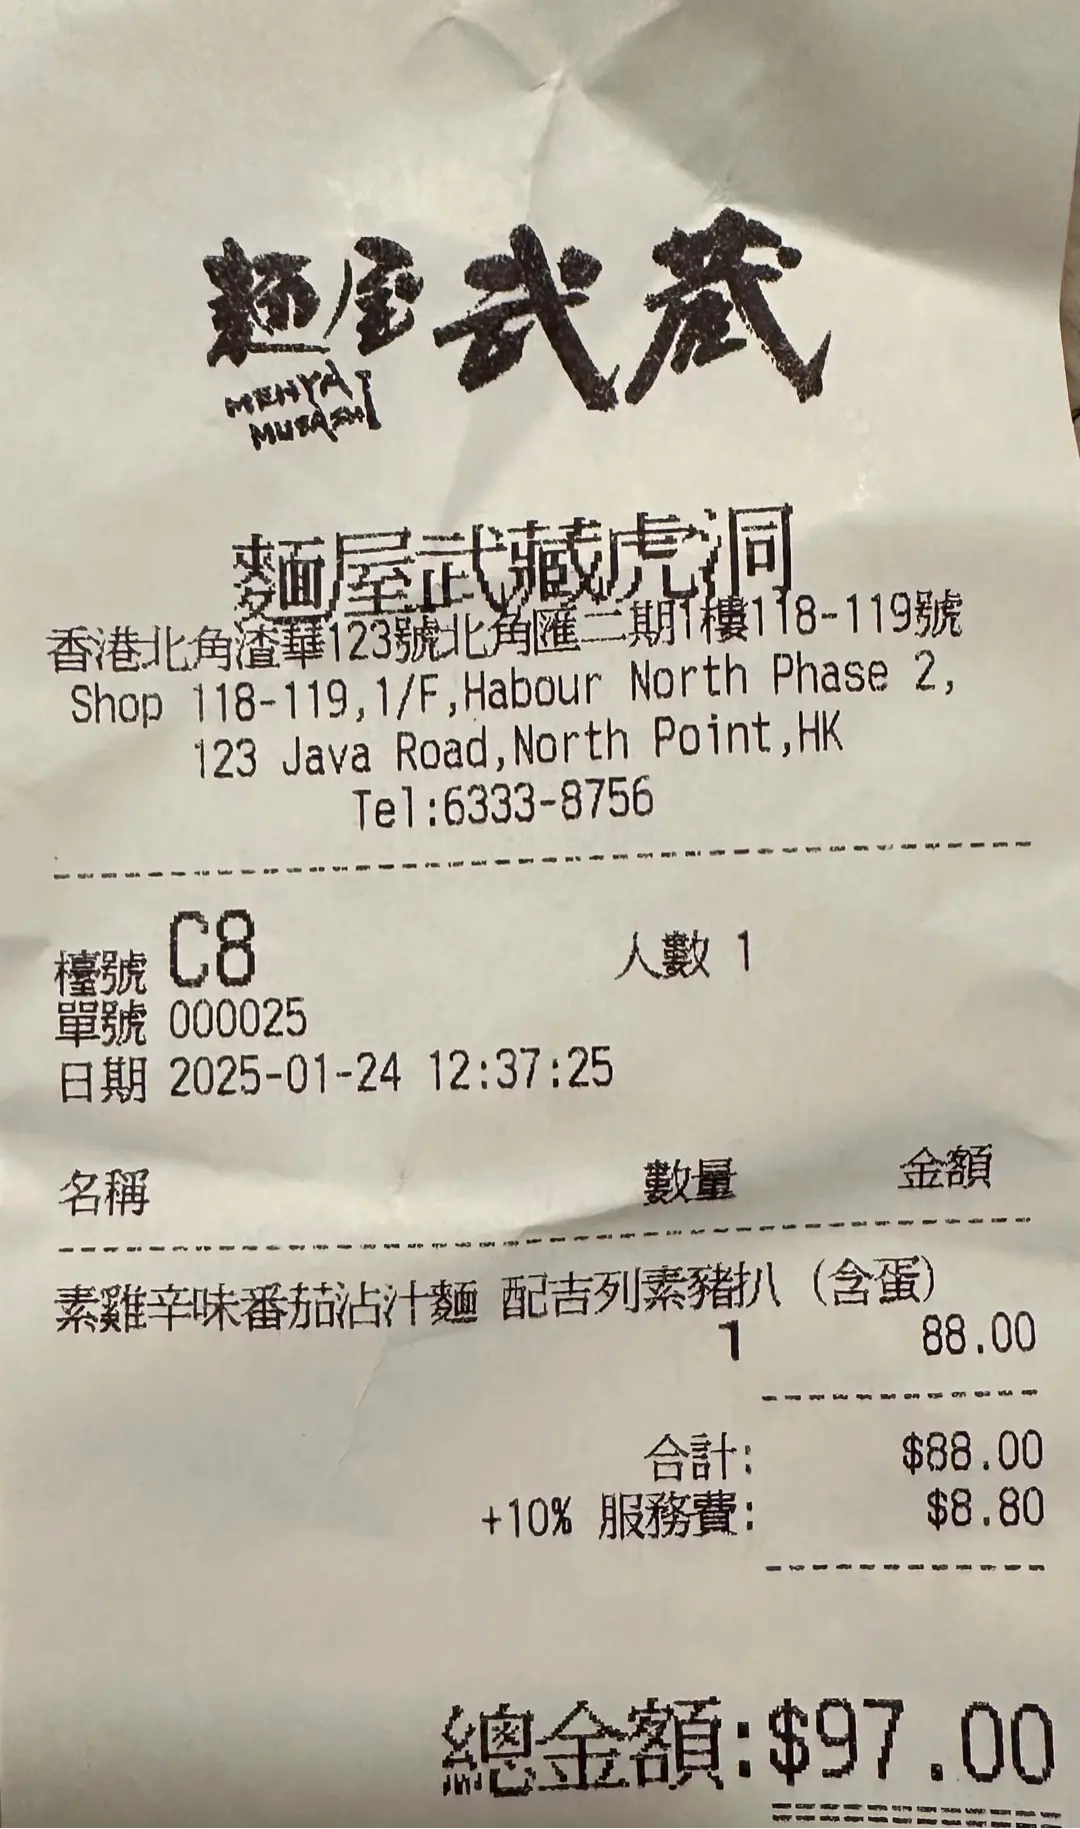 麵屋武蔵
MENYA
MUSASHI
麵屋武藏虎洞
香港北角渣華123號北角匯二期1樓118-119號
Shop 118-119,1/F,Habour North Phase 2,
123 Java Road,North Point,HK
Tel:6333-8756
檯號 C8 人數 1
單號 000025
日期 2025-01-24 12:37:25
名稱 數量 金額
素雞辛味番茄沾汁麵 配吉列素豬扒 (含蛋)
1 88.00
合計: $88.00
+10% 服務費: $8.80
總金額:$97.00